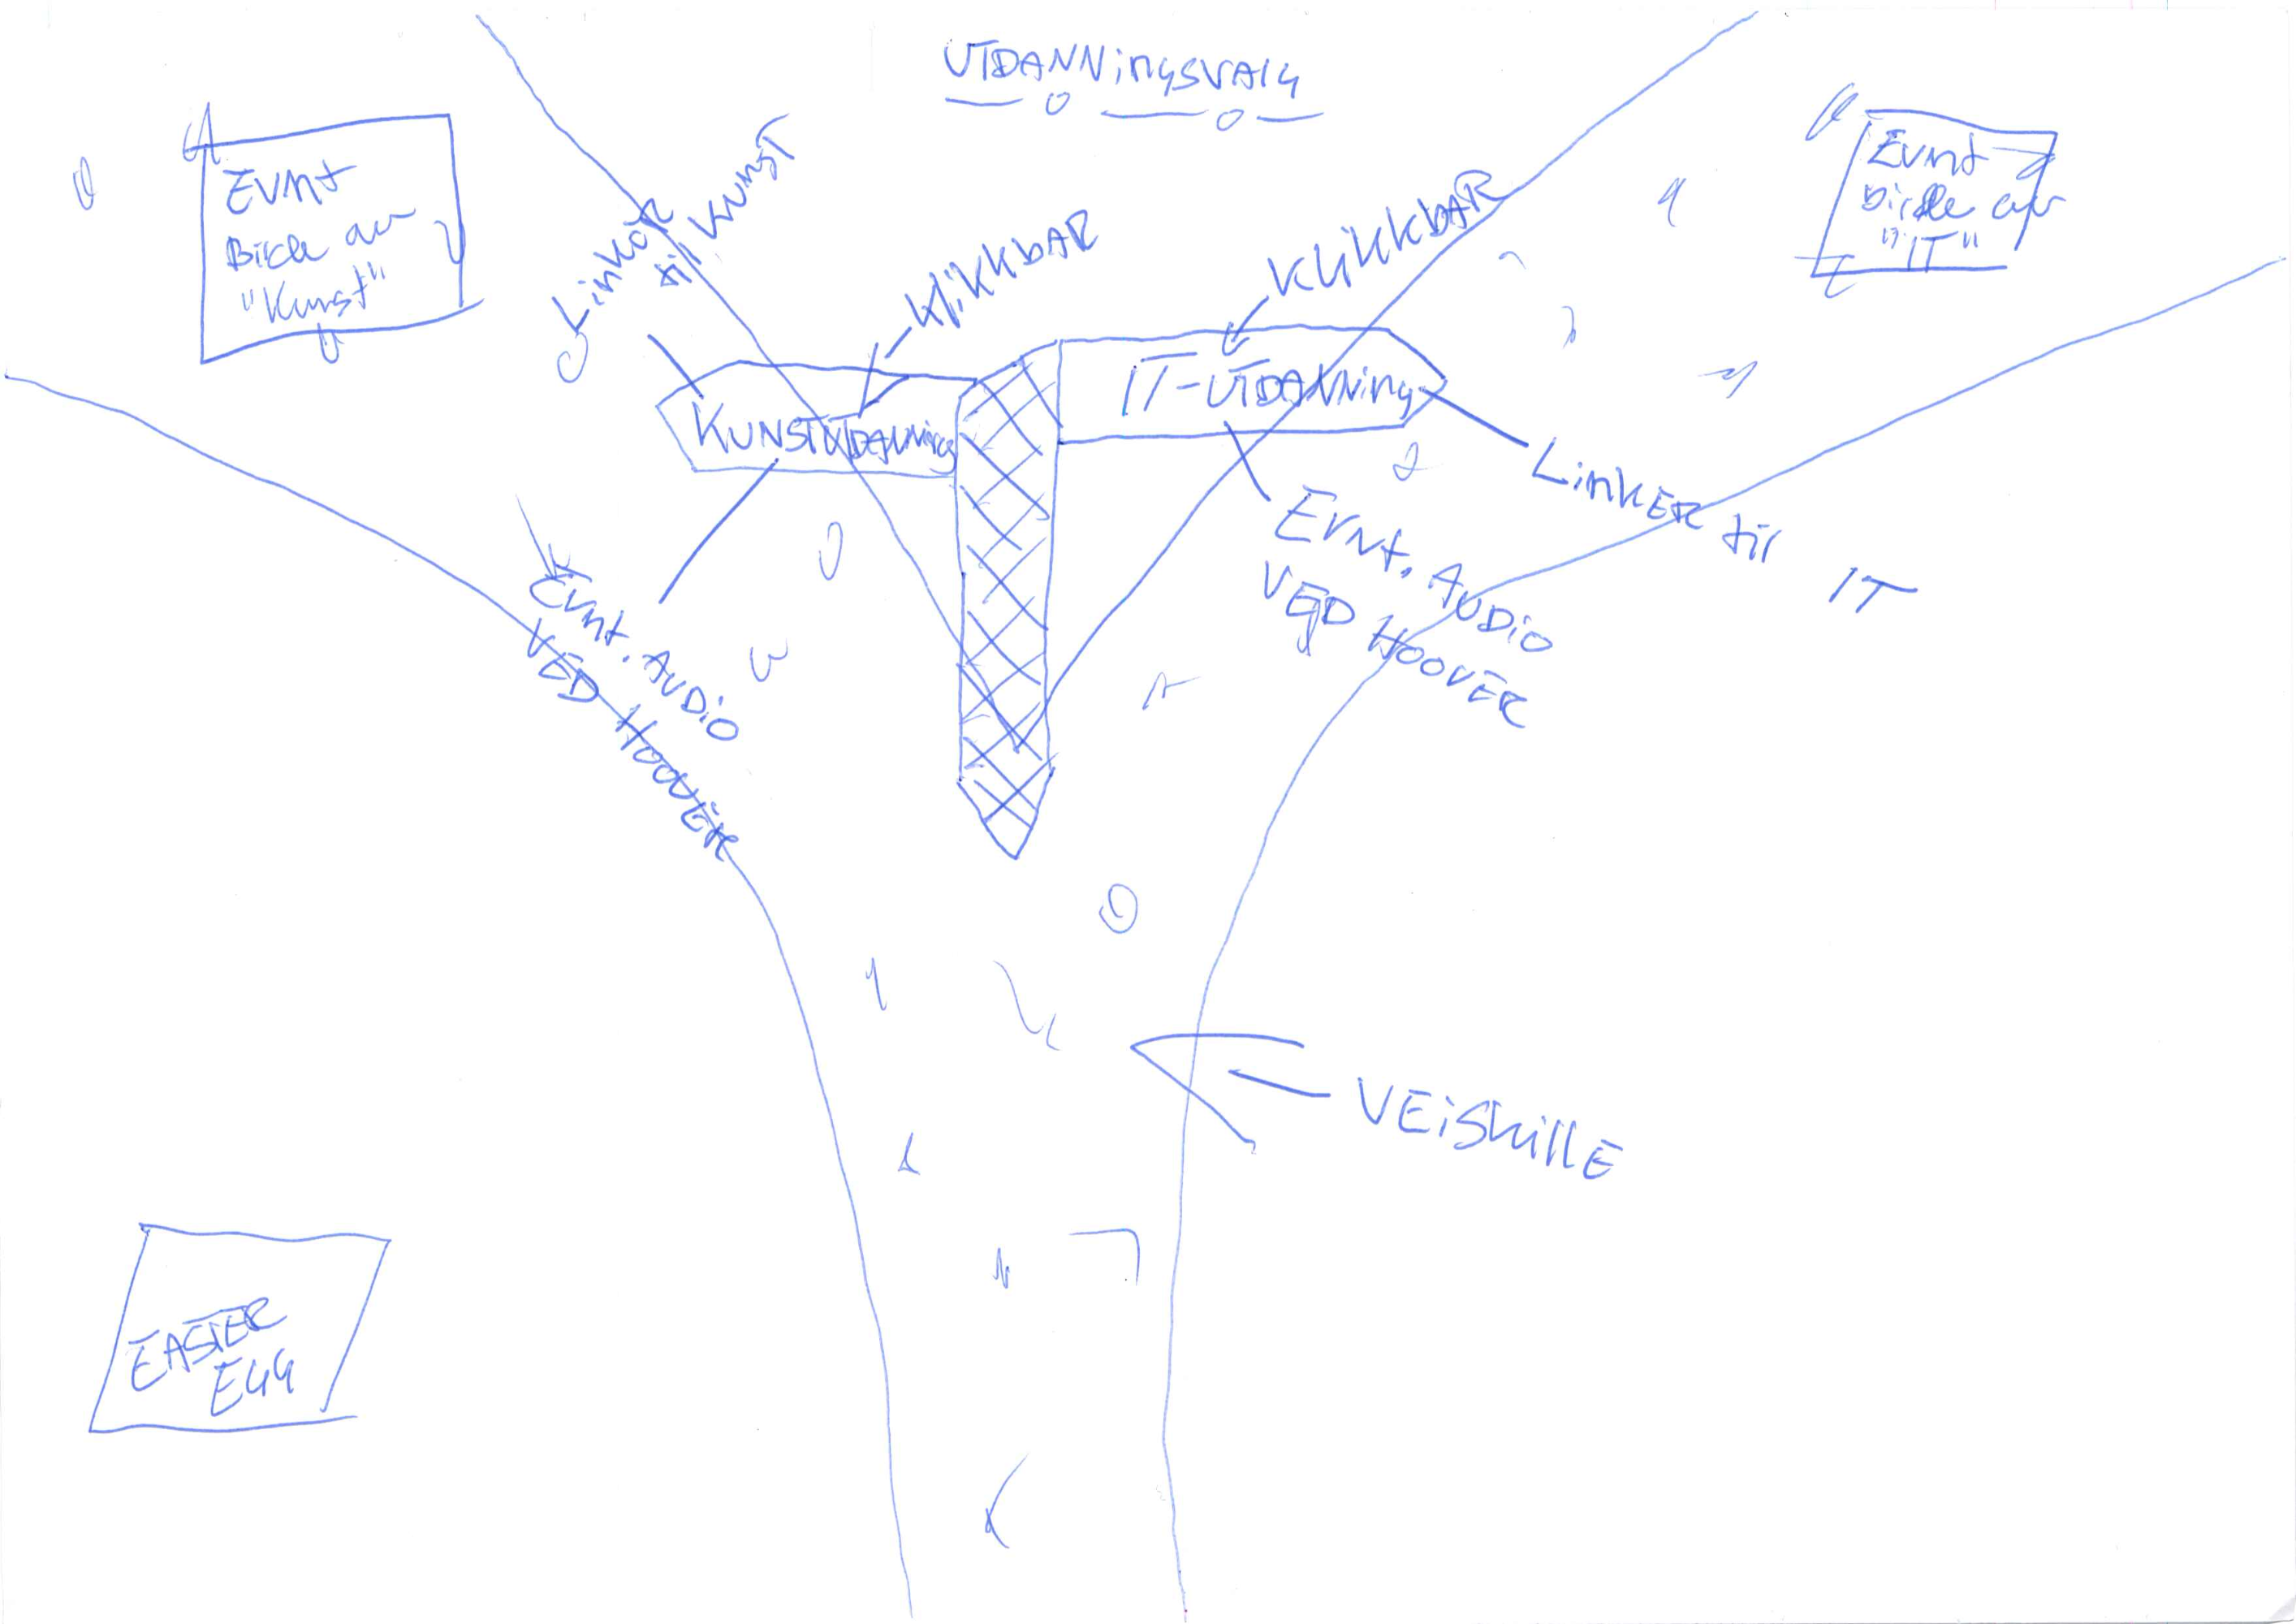 UTDANNiNgSVALg
EVNt
Bilde av
"Kunst"
Linker
til Kunst
KliKKBAR
KLiKKBAR
EVNt
Bilde av
"IT"
KUNSTUTDANNing
IT-UTDANNiNg
LiNKER til IT
EVNt. AUDiO
VED HOOVER
EVNt. AUDiO
VED HOOVER
VEiSkillE
EASTER
EGG